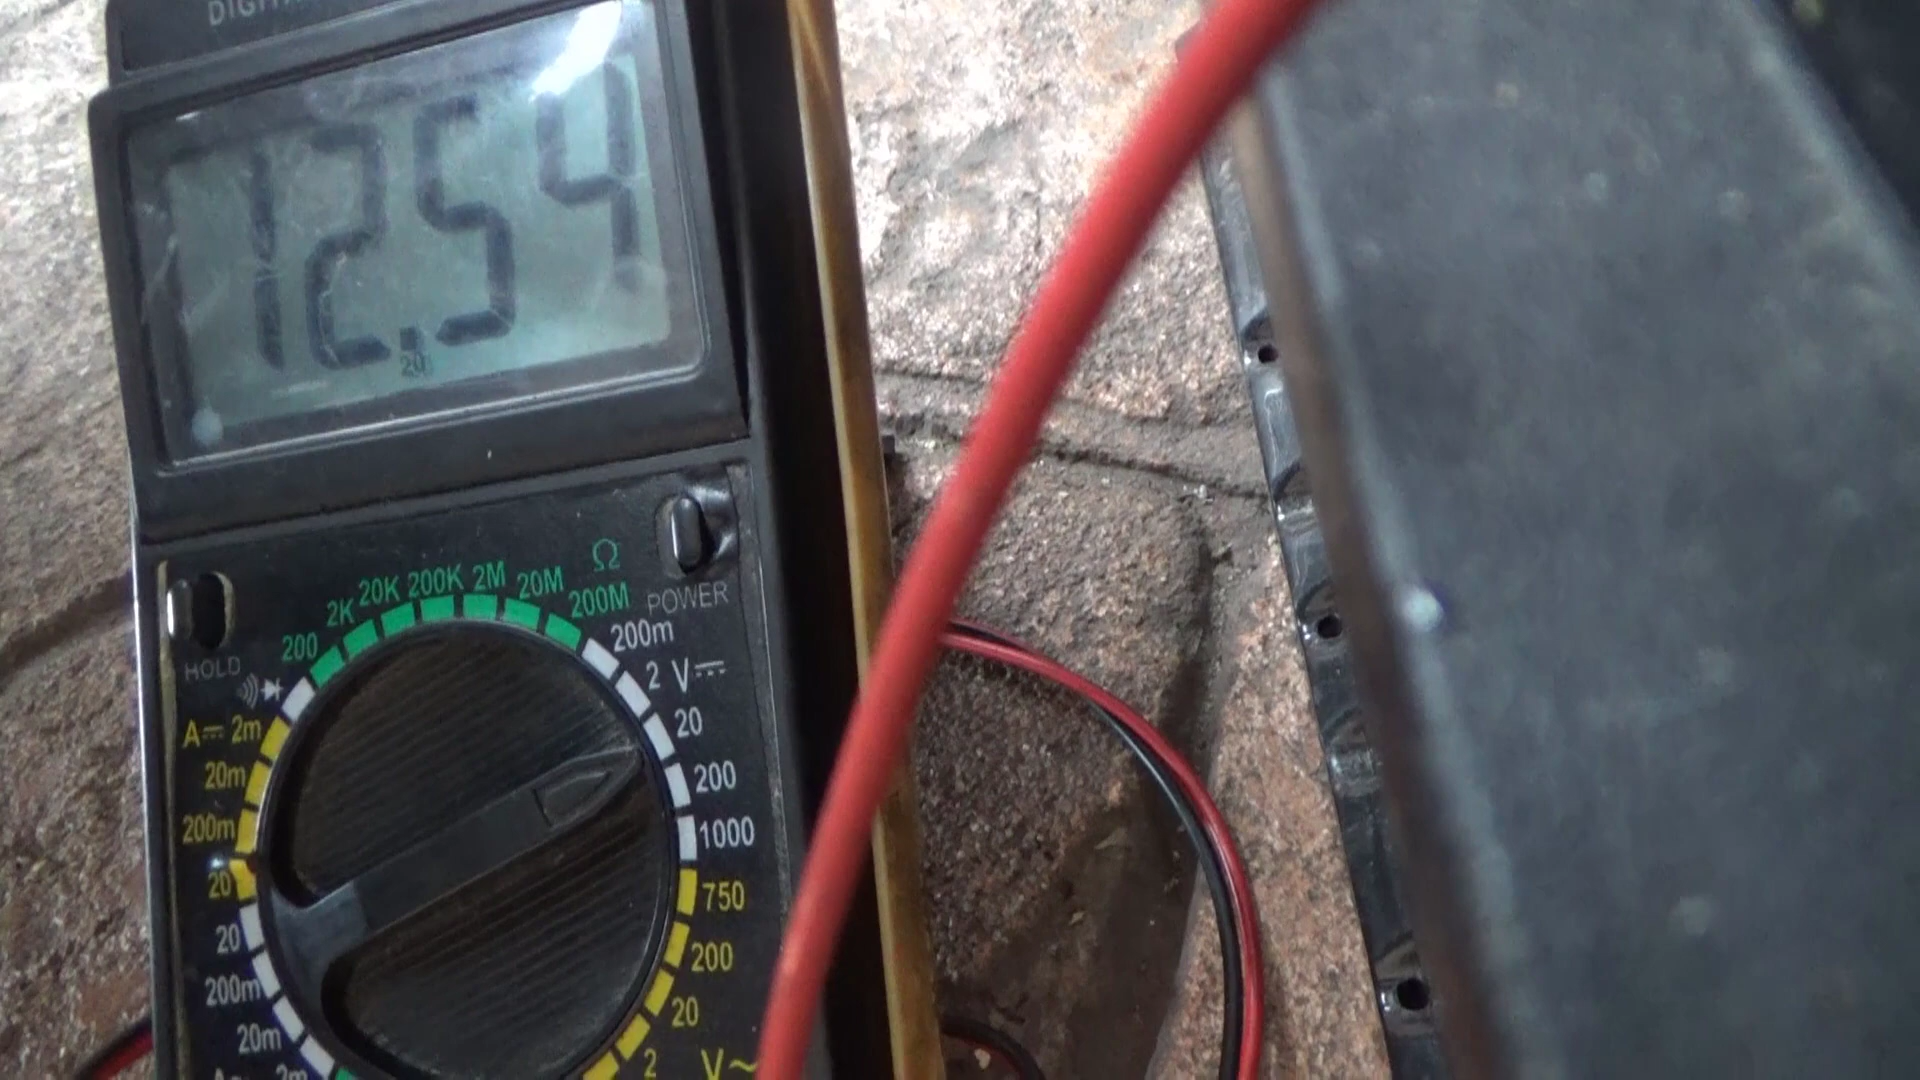 12.54
20
20K 200K 2M 20M Ω
2K 200M POWER
200 200m
HOLD 2 V
A 2m 20
20m 200
200m 1000
20 750
20 200
200m 20
20m 2 V~
2m